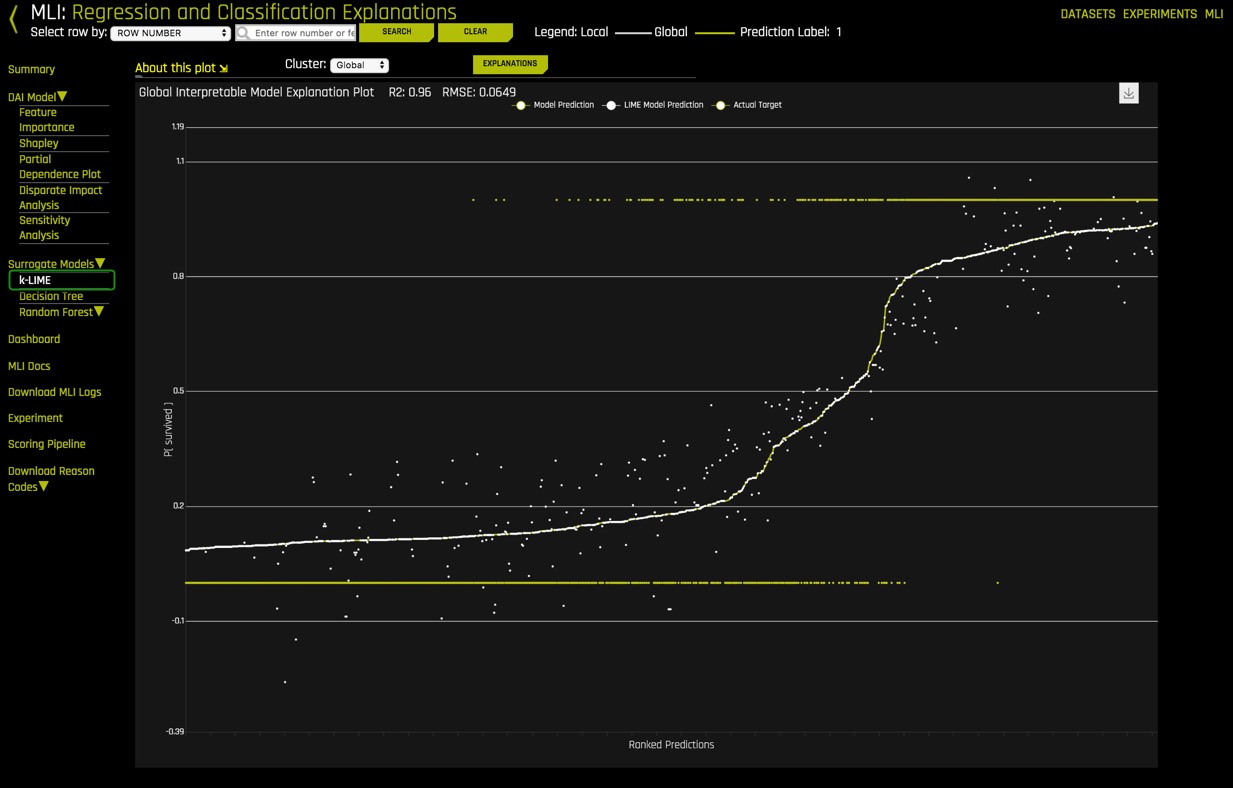 MLI: Regression and Classification Explanations
DATASETS EXPERIMENTS MLI
Select row by: ROW NUMBER Enter row number or fe SEARCH CLEAR Legend: Local Global Prediction Label: 1
Summary
DAI Model
Feature
Importance
Shapley
Partial
Dependence Plot
Disparate Impact
Analysis
Sensitivity
Analysis
Surrogate Models
k-LIME
Decision Tree
Random Forest
Dashboard
MLI Docs
Download MLI Logs
Experiment
Scoring Pipeline
Download Reason
Codes
About this plot Cluster: Global EXPLANATIONS
Global Interpretable Model Explanation Plot R2: 0.96 RMSE: 0.0649
Model Prediction LIME Model Prediction Actual Target
1.19
1.1
0.8
0.5
P[ survived ]
0.2
-0.1
-0.39
Ranked Predictions